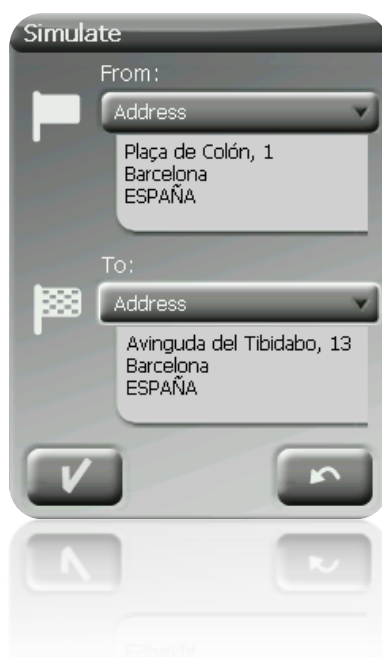 Simulate
From:
Address
Plaça de Colón, 1
Barcelona
ESPAÑA
To:
Address
Avinguda del Tibidabo, 13
Barcelona
ESPAÑA